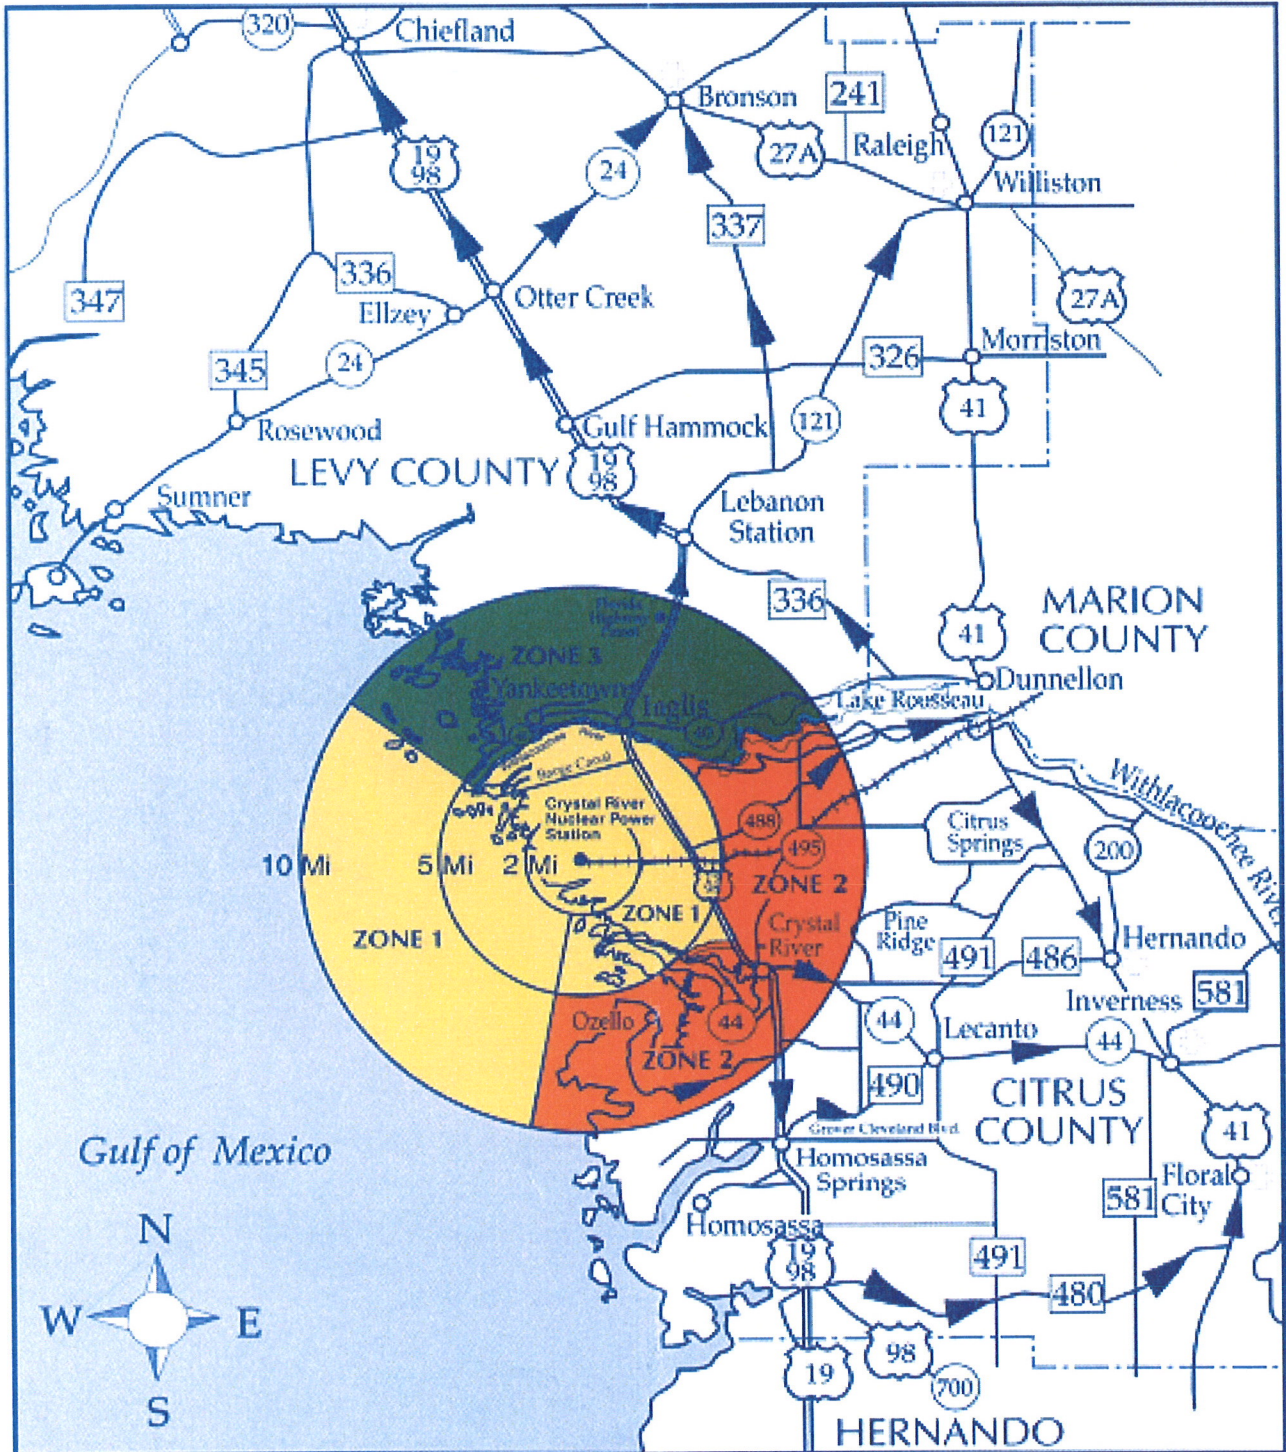 320
Chiefland
Bronson
241
Raleigh
121
27A
19
98
24
Williston
337
347
336
Ellzey
Otter Creek
27A
345
24
326
Morriston
Rosewood
Gulf Hammock
121
41
LEVY COUNTY
19
98
Sumner
Lebanon
Station
336
MARION
COUNTY
41
Florida
Highway
Patrol
ZONE 3
Yankeetown
Inglis
40
Dunnellon
Lake Rousseau
Withlacoochee River
Barge Canal
Crystal River
Nuclear Power
Station
488
495
Citrus
Springs
200
Withlacoochee River
10 Mi
5 Mi
2 Mi
ZONE 2
ZONE 1
ZONE 1
Crystal
River
Pine
Ridge
491
486
Hernando
Inverness
581
Ozello
44
44
Lecanto
44
ZONE 2
490
CITRUS
COUNTY
Grover Cleveland Blvd.
41
Gulf of Mexico
Homosassa
Springs
581
Floral
City
Homosassa
19
98
491
480
N
W
E
S
98
19
700
HERNANDO